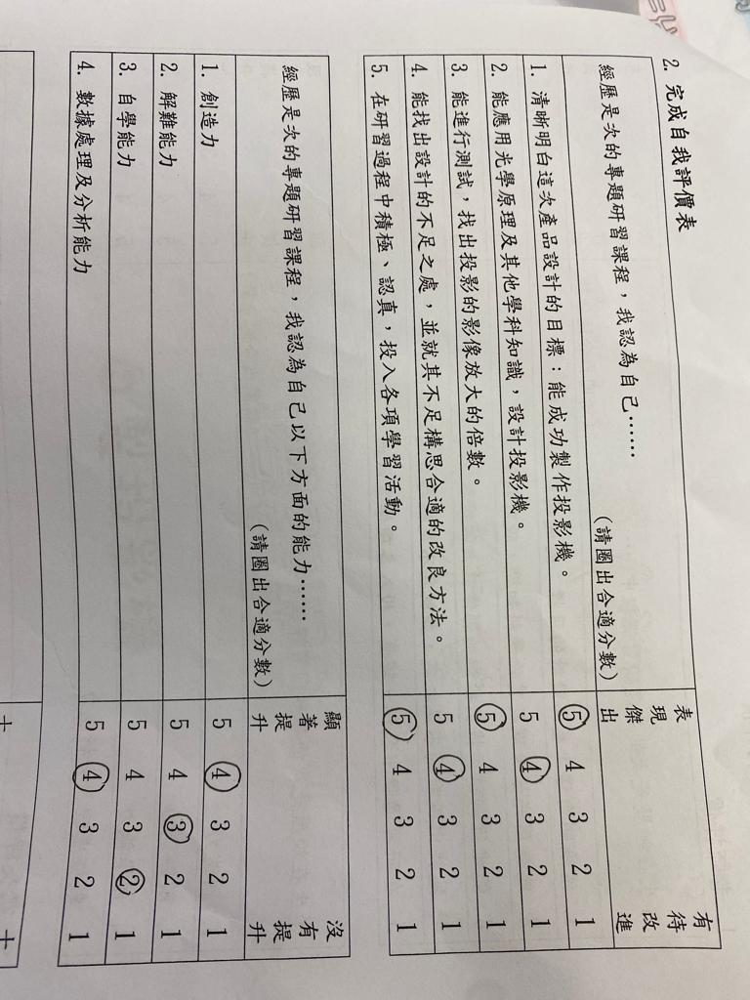 2. 完成自我評價表
經歷是次的專題研習課程，我認為自己……
（請圈出合適分數）
表現傑出
有待改進
1. 清晰明白這次產品設計的目標：能成功製作投影機。 5 4 3 2 1
2. 能應用光學原理及其他學科知識，設計投影機。 5 4 3 2 1
3. 能進行測試，找出投影的影像放大的倍數。 5 4 3 2 1
4. 能找出設計的不足之處，並就其不足構思合適的改良方法。 5 4 3 2 1
5. 在研習過程中積極、認真，投入各項學習活動。 5 4 3 2 1
經歷是次的專題研習課程，我認為自己以下方面的能力……
（請圈出合適分數）
顯著提升
沒有提升
1. 創造力 5 4 3 2 1
2. 解難能力 5 4 3 2 1
3. 自學能力 5 4 3 2 1
4. 數據處理及分析能力 5 4 3 2 1